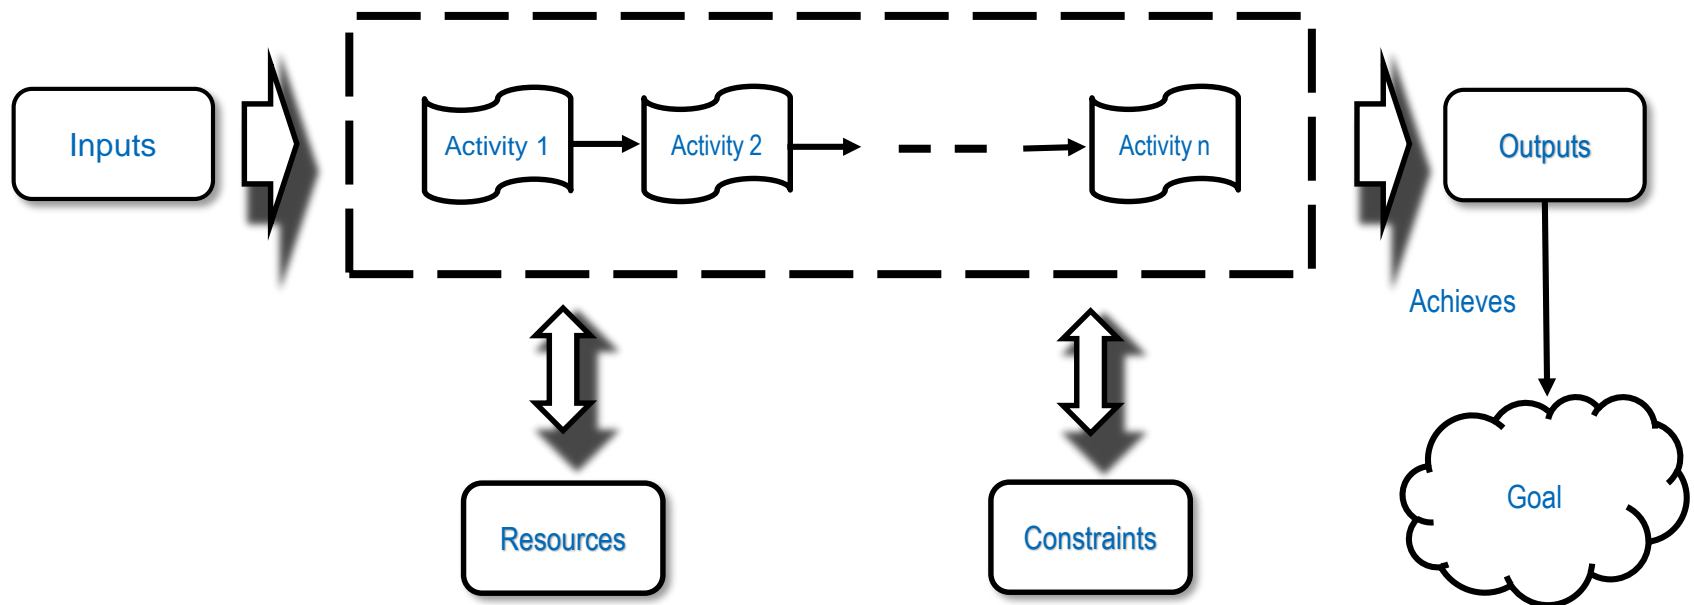 Inputs
Activity 1
Activity 2
Activity n
Outputs
Achieves
Goal
Resources
Constraints